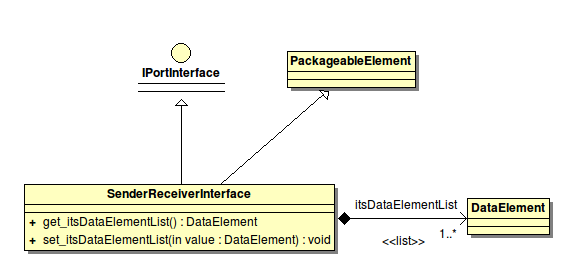 IPortInterface
PackageableElement
SenderReceiverInterface
+ get_itsDataElementList() : DataElement
+ set_itsDataElementList(in value : DataElement) : void
itsDataElementList
1..*
<<list>>
DataElement